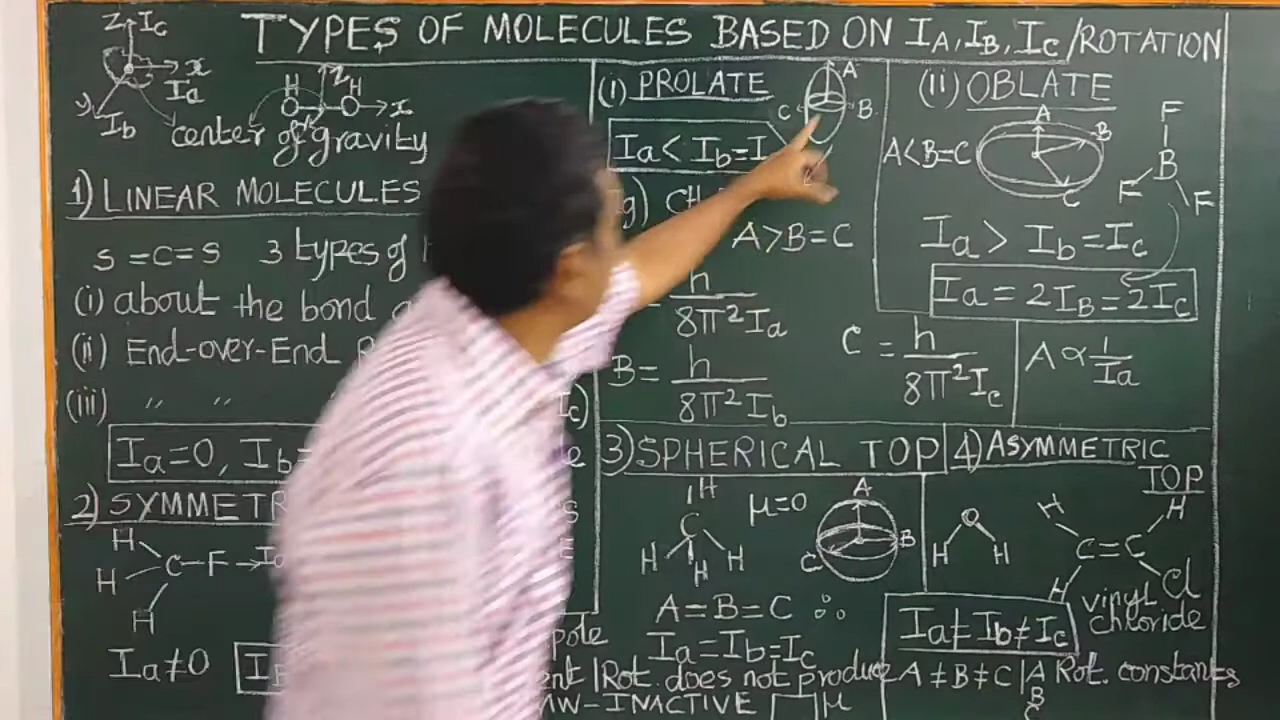 TYPES OF MOLECULES BASED ON IA, IB, IC/ROTATION
Z Ic
x
Ia
y
Ib
H H
O O
Z
x
center of gravity
1) LINEAR MOLECULES
S=C=S 3 types of
(i) about the bond
(ii) End-over-End
(iii) " "
Ia=0, Ib=
2) SYMMETR
H
H C-F
H
Ia≠0
(i) PROLATE
A
C B
Ia < Ib=I
A>B=C
h
8π²Ia
B= h
8π²Ib
C = h
8π²Ic
(ii) OBLATE
A<B=C
A
B
C
F
B
F F
Ia > Ib=Ic
Ia = 2IB = 2Ic
A ∝ 1
Ia
3) SPHERICAL TOP
H
C
H H H
μ=0
A
B
C
A=B=C ∵
Ia=Ib=Ic
Rot. does not produce
μ
MW-INACTIVE
4) ASYMMETRIC
TOP
O
H H
H H
C=C
H Cl
vinyl
chloride
Ia≠Ib≠Ic
A≠B≠C | A Rot. constants
B
C